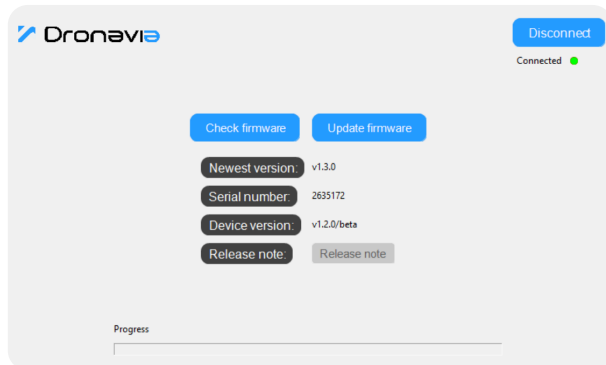 Dronavia
Disconnect
Connected
Check firmware
Update firmware
Newest version:
v1.3.0
Serial number:
2635172
Device version:
v1.2.0/beta
Release note:
Release note
Progress